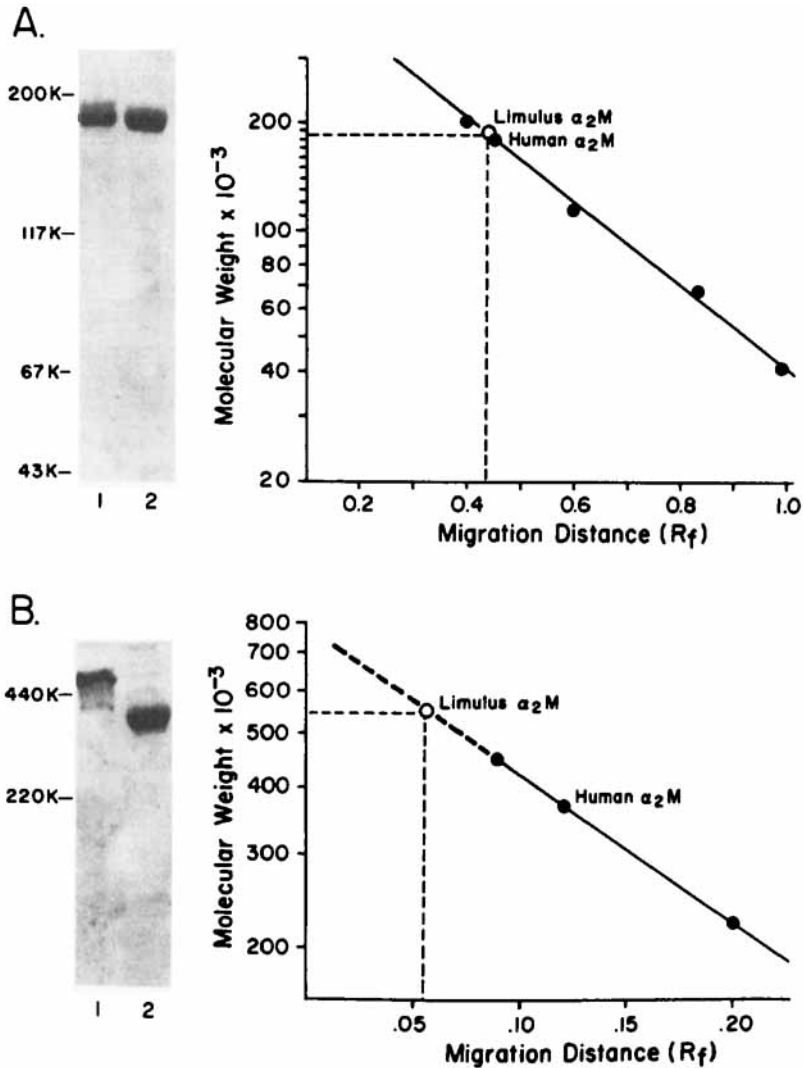 A.
200K–
117K–
67K–
43K–
1 2
Molecular Weight x 10⁻³
200
100
80
60
40
20
Limulus α₂M
Human α₂M
0.2 0.4 0.6 0.8 1.0
Migration Distance (Rf)
B.
440K–
220K–
1 2
Molecular Weight x 10⁻³
800
700
600
500
400
300
200
Limulus α₂M
Human α₂M
.05 .10 .15 .20
Migration Distance (Rf)